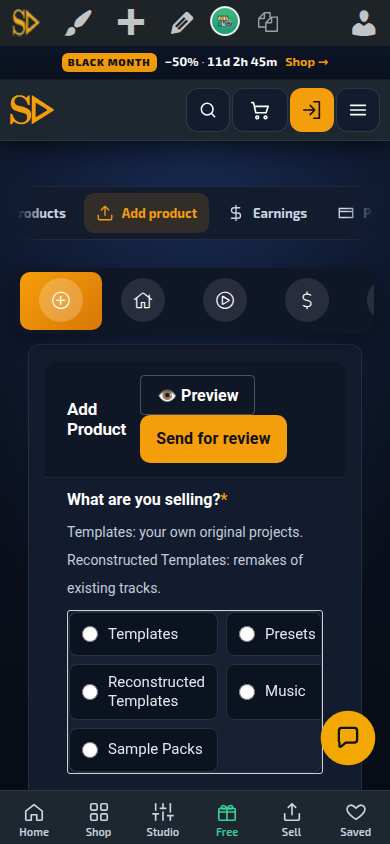 BLACK MONTH −50% · 11d 2h 45m Shop →
roducts Add product Earnings P
Add Product
Preview
Send for review
What are you selling?*
Templates: your own original projects.
Reconstructed Templates: remakes of
existing tracks.
Templates Presets
Reconstructed Templates Music
Sample Packs
Home Shop Studio Free Sell Saved